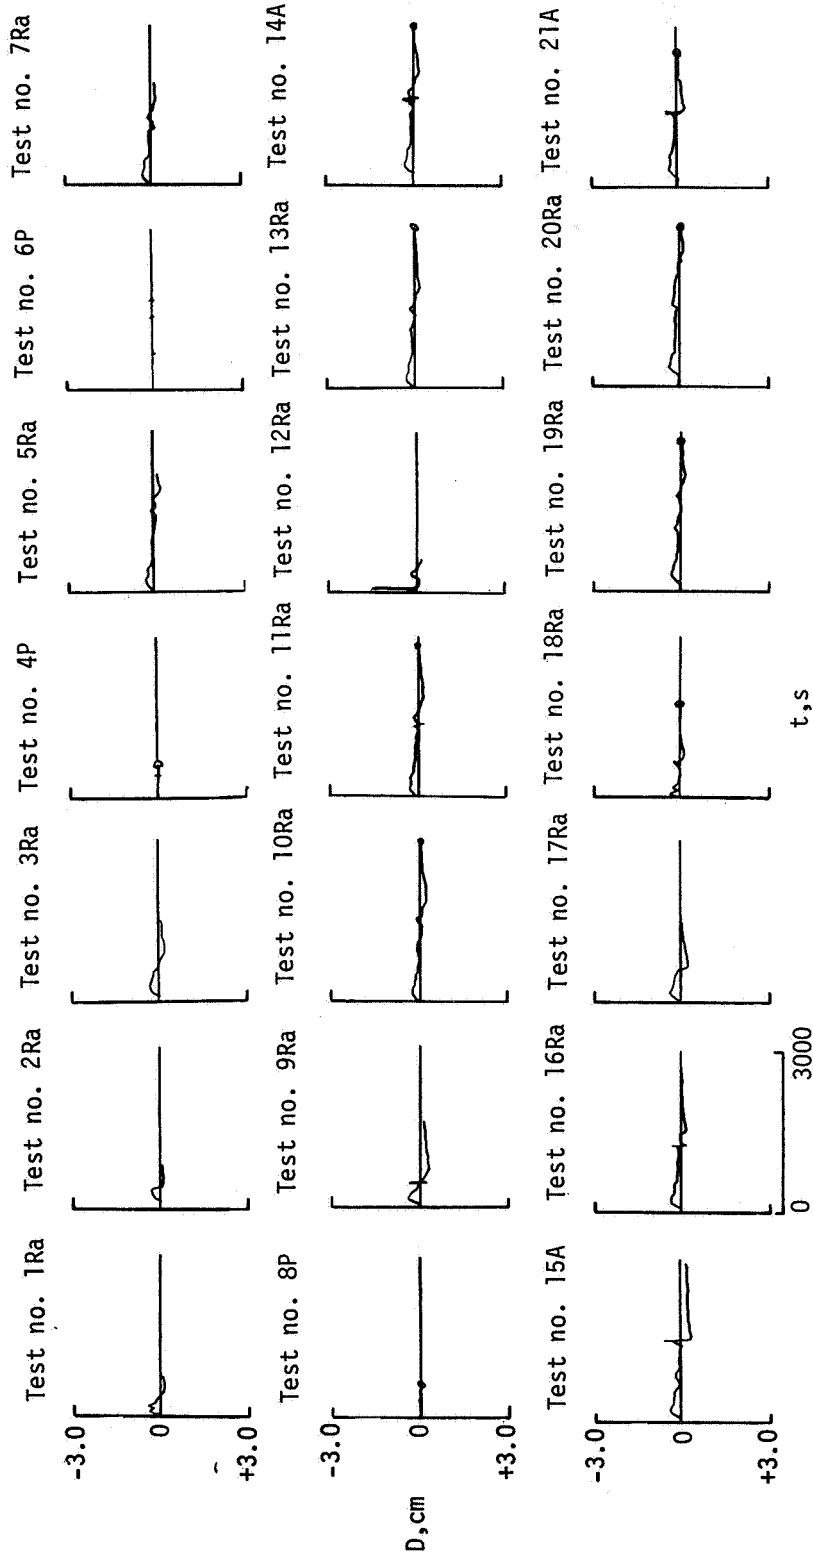 Test no. 1Ra
Test no. 2Ra
Test no. 3Ra
Test no. 4P
Test no. 5Ra
Test no. 6P
Test no. 7Ra
-3.0
0
+3.0
Test no. 8P
Test no. 9Ra
Test no. 10Ra
Test no. 11Ra
Test no. 12Ra
Test no. 13Ra
Test no. 14A
D,cm
-3.0
0
+3.0
Test no. 15A
Test no. 16Ra
Test no. 17Ra
Test no. 18Ra
Test no. 19Ra
Test no. 20Ra
Test no. 21A
-3.0
0
+3.0
0
3000
t,s